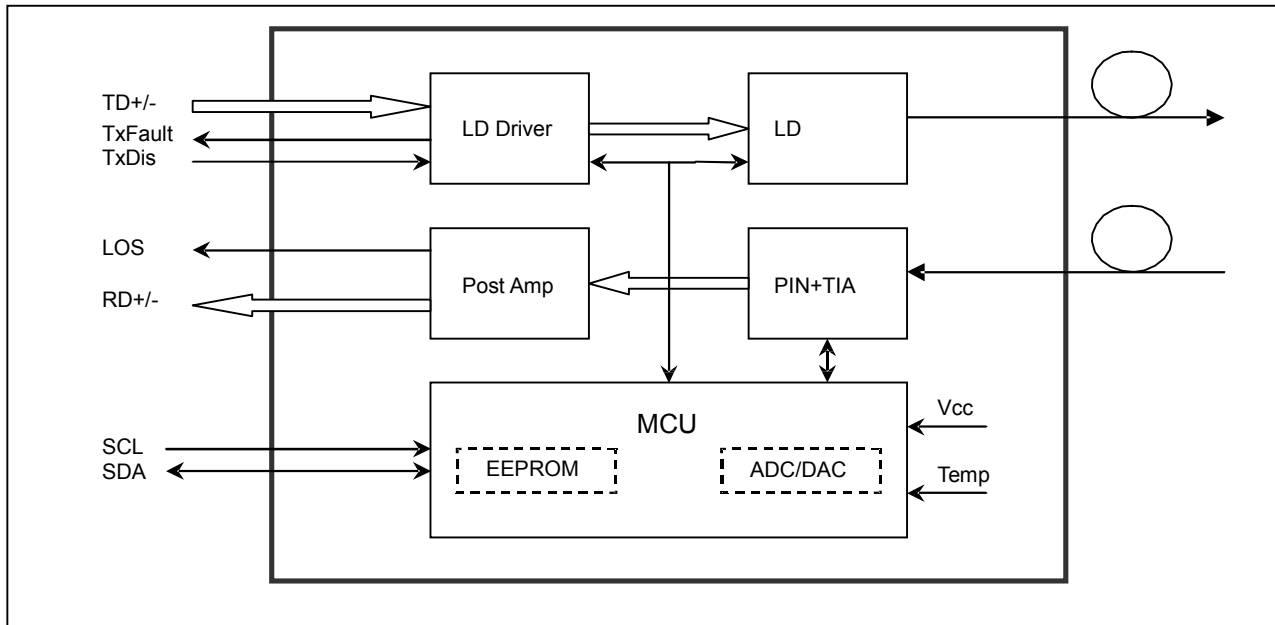 TD+/-
TxFault
TxDis
LD Driver
LD
LOS
RD+/-
Post Amp
PIN+TIA
SCL
SDA
MCU
EEPROM
ADC/DAC
Vcc
Temp